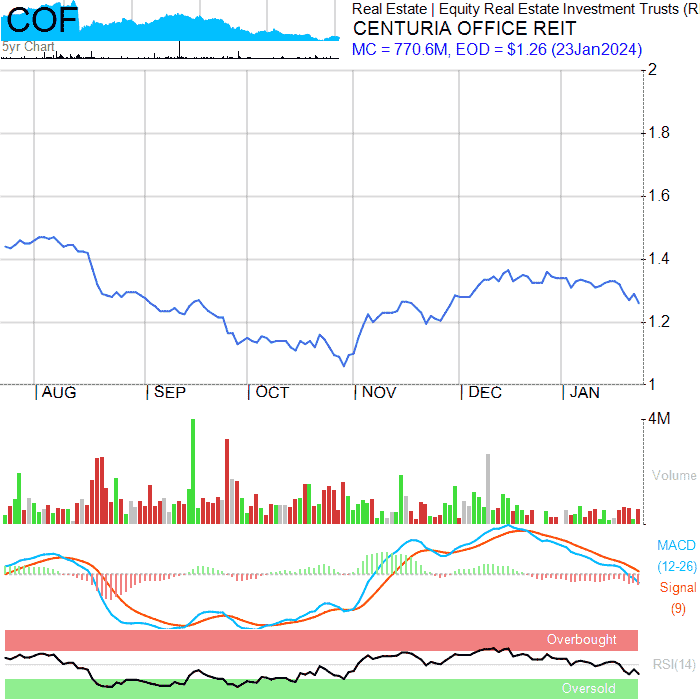 COF
5yr Chart
Real Estate | Equity Real Estate Investment Trusts (R
CENTURIA OFFICE REIT
MC = 770.6M, EOD = $1.26 (23Jan2024)
2
1.8
1.6
1.4
1.2
1
| AUG | SEP | OCT | NOV | DEC | JAN
4M
Volume
MACD
(12-26)
Signal
(9)
Overbought
RSI(14)
Oversold